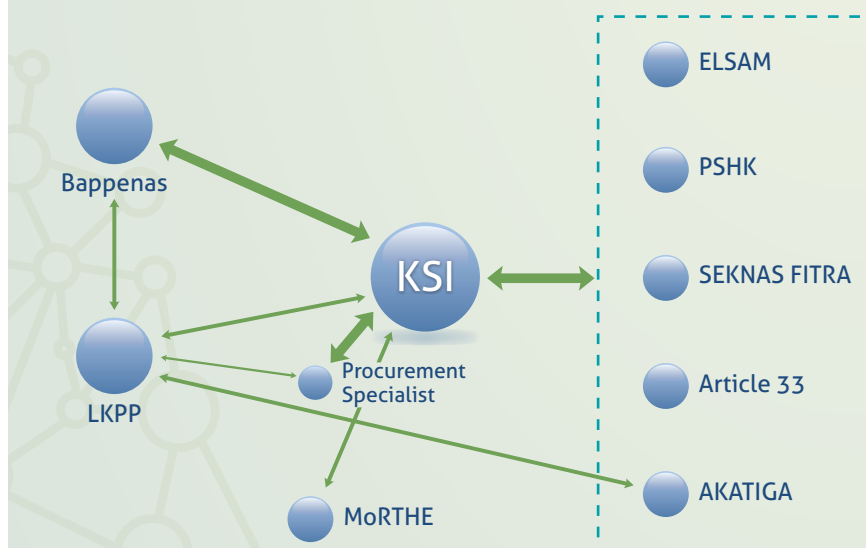 ELSAM
Bappenas
PSHK
KSI
SEKNAS FITRA
LKPP
Procurement
Specialist
Article 33
MoRTHE
AKATIGA